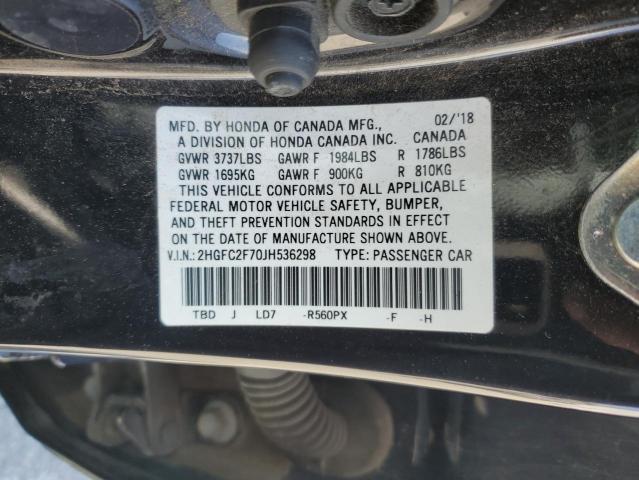 MFD. BY HONDA OF CANADA MFG., 02/'18
A DIVISION OF HONDA CANADA INC. CANADA
GVWR 3737LBS GAWR F 1984LBS R 1786LBS
GVWR 1695KG GAWR F 900KG R 810KG
THIS VEHICLE CONFORMS TO ALL APPLICABLE
FEDERAL MOTOR VEHICLE SAFETY, BUMPER,
AND THEFT PREVENTION STANDARDS IN EFFECT
ON THE DATE OF MANUFACTURE SHOWN ABOVE.
V.I.N.:2HGFC2F70JH536298 TYPE: PASSENGER CAR
TBD J LD7 -R560PX -F -H